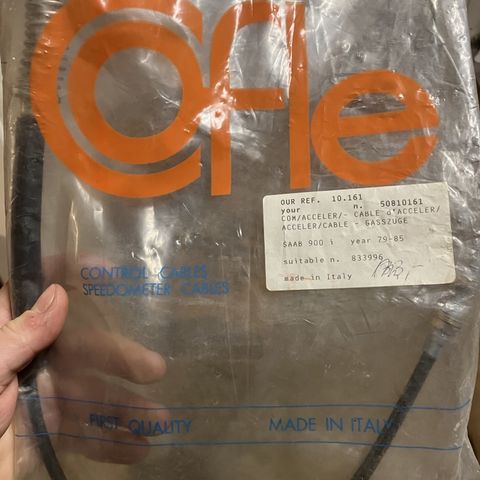 Cofle
OUR REF. 10.161
your n. 50810161
COM/ACCELER/- CABLE d'ACCELER/
ACCELER/CABLE - GASSZUGE
SAAB 900 i year 79-85
suitable n. 833996
made in Italy
CONTROL CABLES
SPEEDOMETER CABLES
FIRST QUALITY MADE IN ITALY